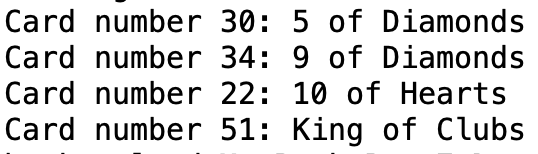 Card number 30: 5 of Diamonds
Card number 34: 9 of Diamonds
Card number 22: 10 of Hearts
Card number 51: King of Clubs